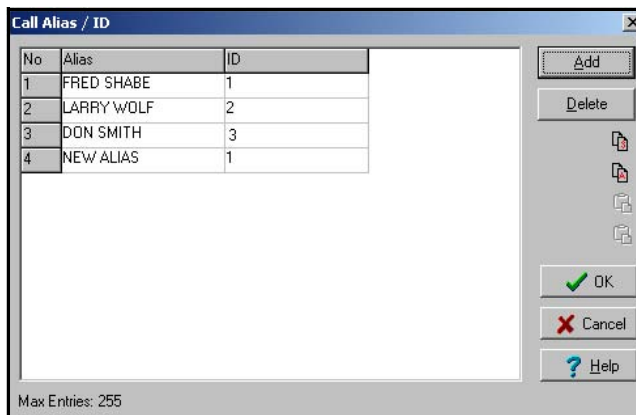 Call Alias / ID
No Alias ID
1 FRED SHABE 1
2 LARRY WOLF 2
3 DON SMITH 3
4 NEW ALIAS 1
Add
Delete
OK
Cancel
Help
Max Entries: 255